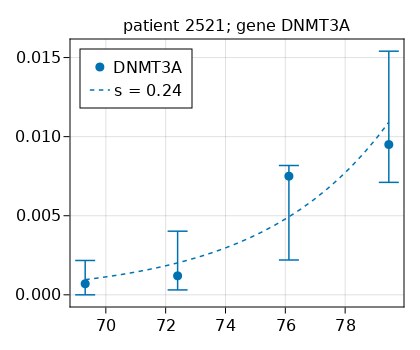 patient 2521; gene DNMT3A
DNMT3A
s = 0.24
0.015
0.010
0.005
0.000
70 72 74 76 78